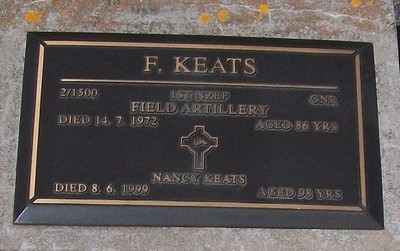 F. KEATS
2/1500 1ST NZEF GNR
FIELD ARTILLERY
DIED 14. 7. 1972 AGED 86 YRS
NANCY KEATS
DIED 8. 6. 1999 AGED 98 YRS